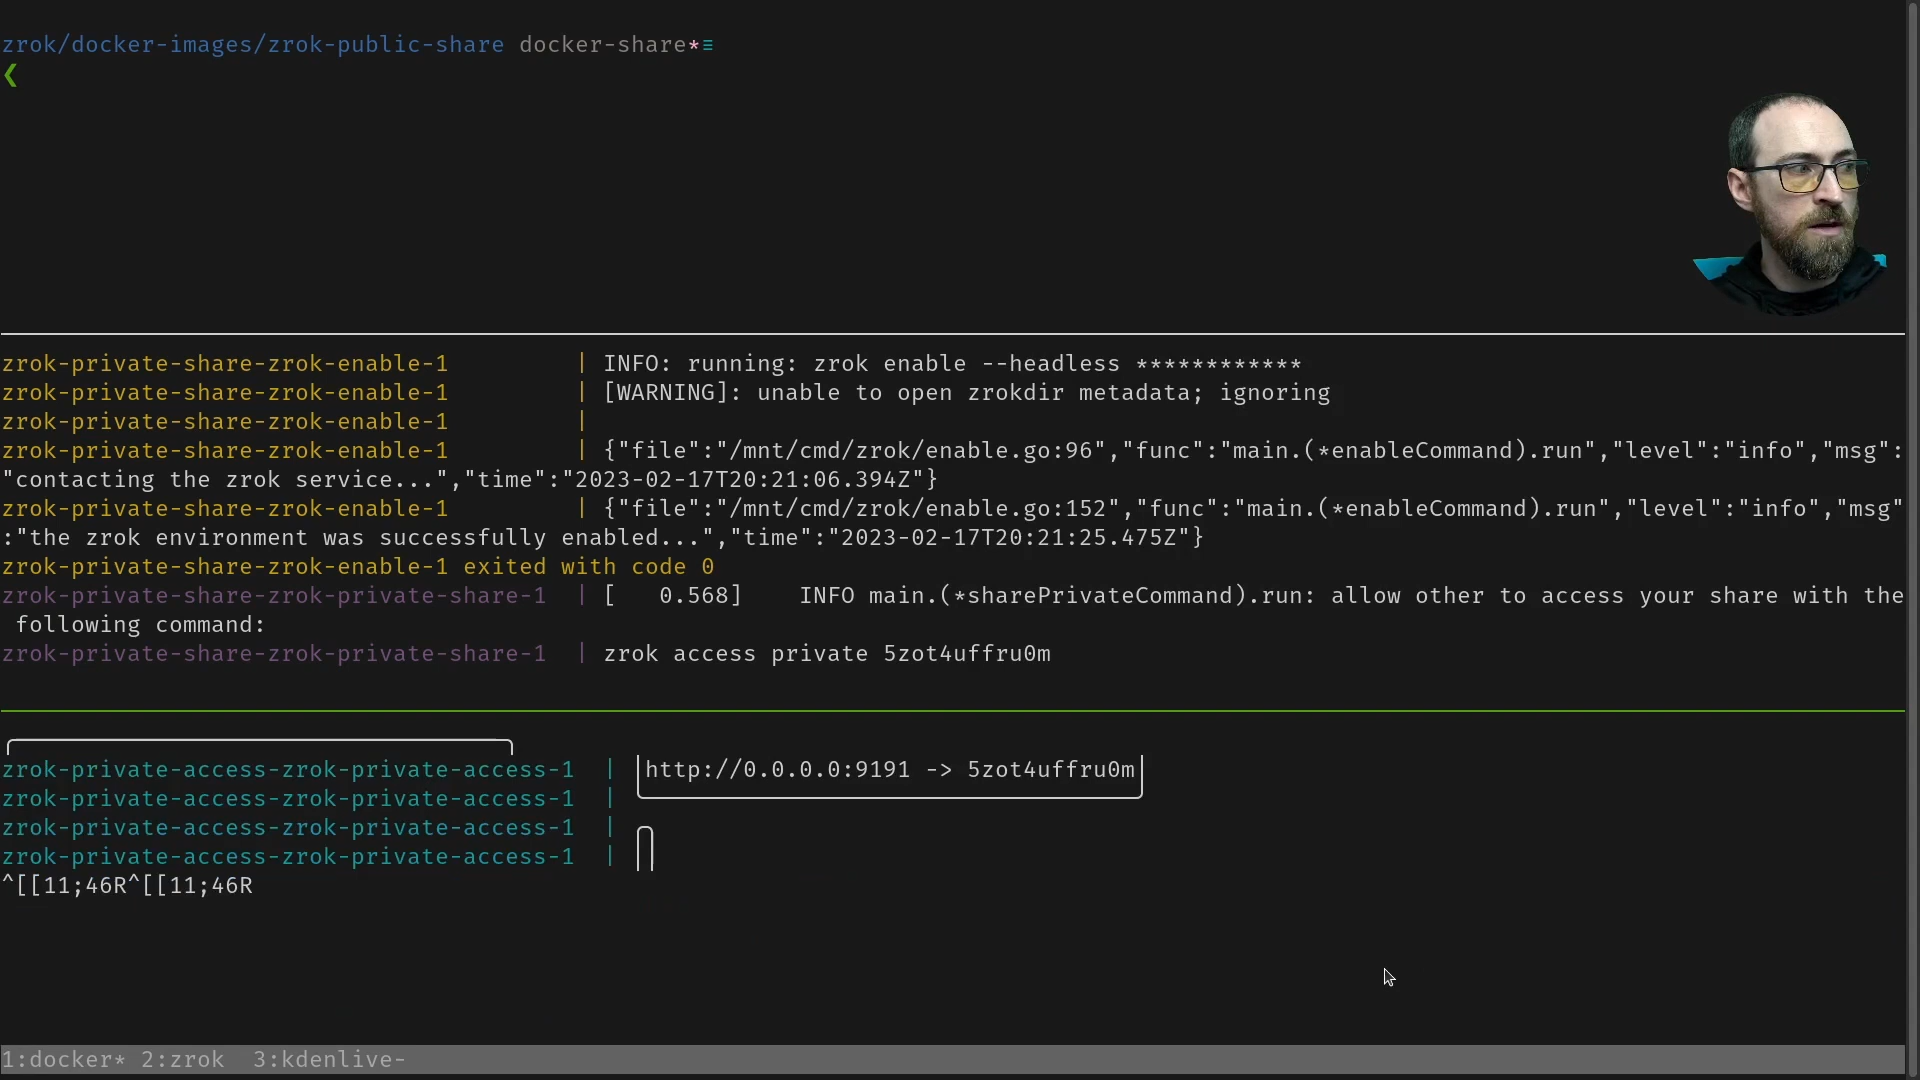 zrok/docker-images/zrok-public-share docker-share*≡
❮
zrok-private-share-zrok-enable-1 | INFO: running: zrok enable --headless ************
zrok-private-share-zrok-enable-1 | [WARNING]: unable to open zrokdir metadata; ignoring
zrok-private-share-zrok-enable-1 |
zrok-private-share-zrok-enable-1 | {"file":"/mnt/cmd/zrok/enable.go:96","func":"main.(*enableCommand).run","level":"info","msg":
"contacting the zrok service...","time":"2023-02-17T20:21:06.394Z"}
zrok-private-share-zrok-enable-1 | {"file":"/mnt/cmd/zrok/enable.go:152","func":"main.(*enableCommand).run","level":"info","msg"
:"the zrok environment was successfully enabled...","time":"2023-02-17T20:21:25.475Z"}
zrok-private-share-zrok-enable-1 exited with code 0
zrok-private-share-zrok-private-share-1 | [ 0.568] INFO main.(*sharePrivateCommand).run: allow other to access your share with the
following command:
zrok-private-share-zrok-private-share-1 | zrok access private 5zot4uffru0m
zrok-private-access-zrok-private-access-1 | http://0.0.0.0:9191 -> 5zot4uffru0m
zrok-private-access-zrok-private-access-1 |
zrok-private-access-zrok-private-access-1 |
zrok-private-access-zrok-private-access-1 |
^[[11;46R^[[11;46R
1:docker* 2:zrok 3:kdenlive-